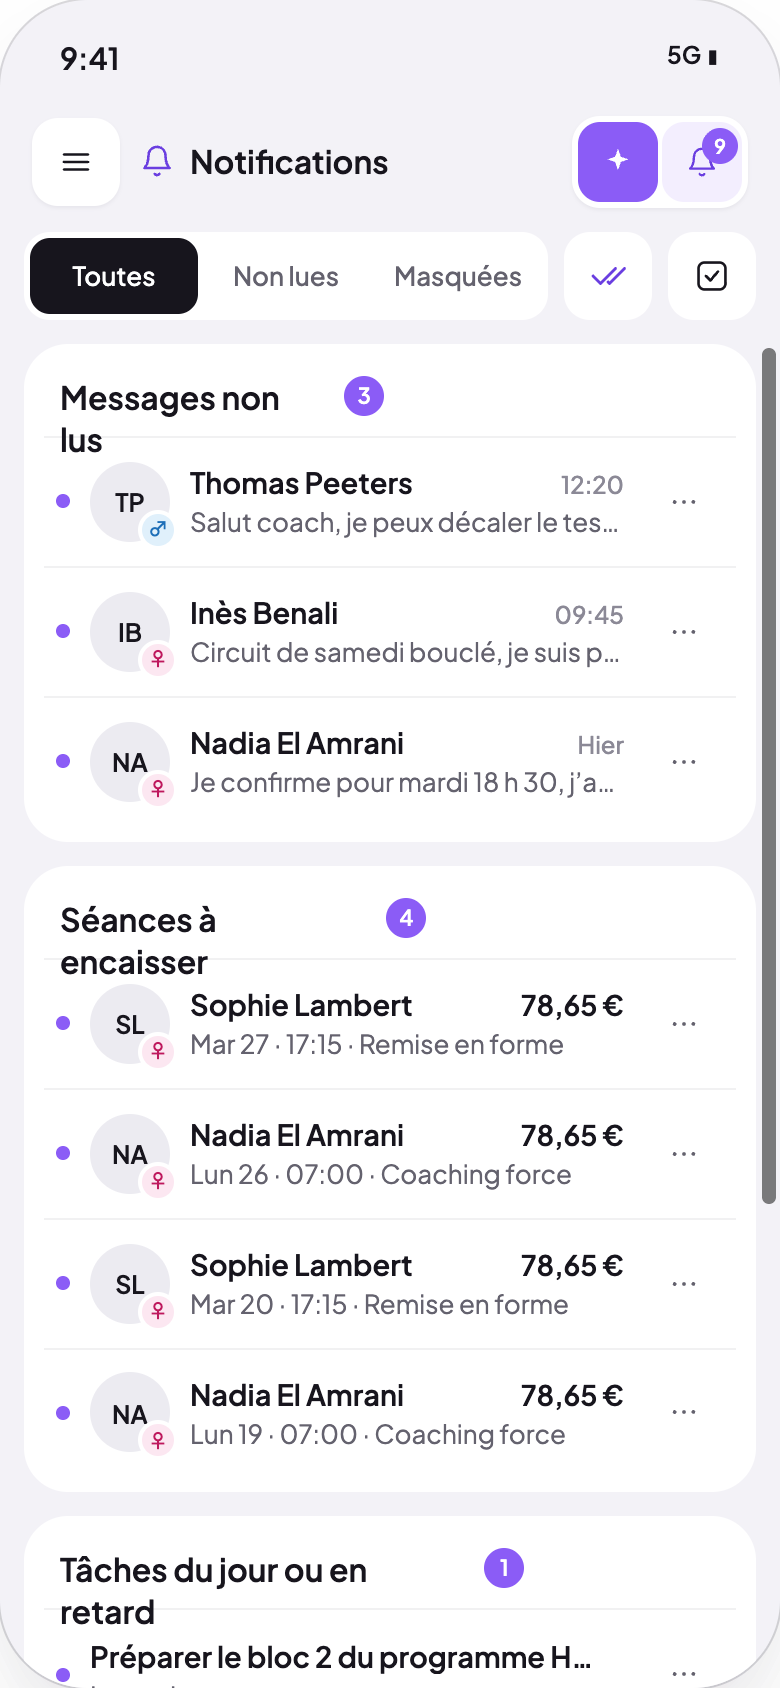 9:41
5G
Notifications
9
Toutes
Non lues
Masquées
Messages non
lus
3
TP
Thomas Peeters
12:20
Salut coach, je peux décaler le tes…
IB
Inès Benali
09:45
Circuit de samedi bouclé, je suis p…
NA
Nadia El Amrani
Hier
Je confirme pour mardi 18 h 30, j’a…
Séances à
encaisser
4
SL
Sophie Lambert
78,65 €
Mar 27 · 17:15 · Remise en forme
NA
Nadia El Amrani
78,65 €
Lun 26 · 07:00 · Coaching force
SL
Sophie Lambert
78,65 €
Mar 20 · 17:15 · Remise en forme
NA
Nadia El Amrani
78,65 €
Lun 19 · 07:00 · Coaching force
Tâches du jour ou en
retard
1
Préparer le bloc 2 du programme H…